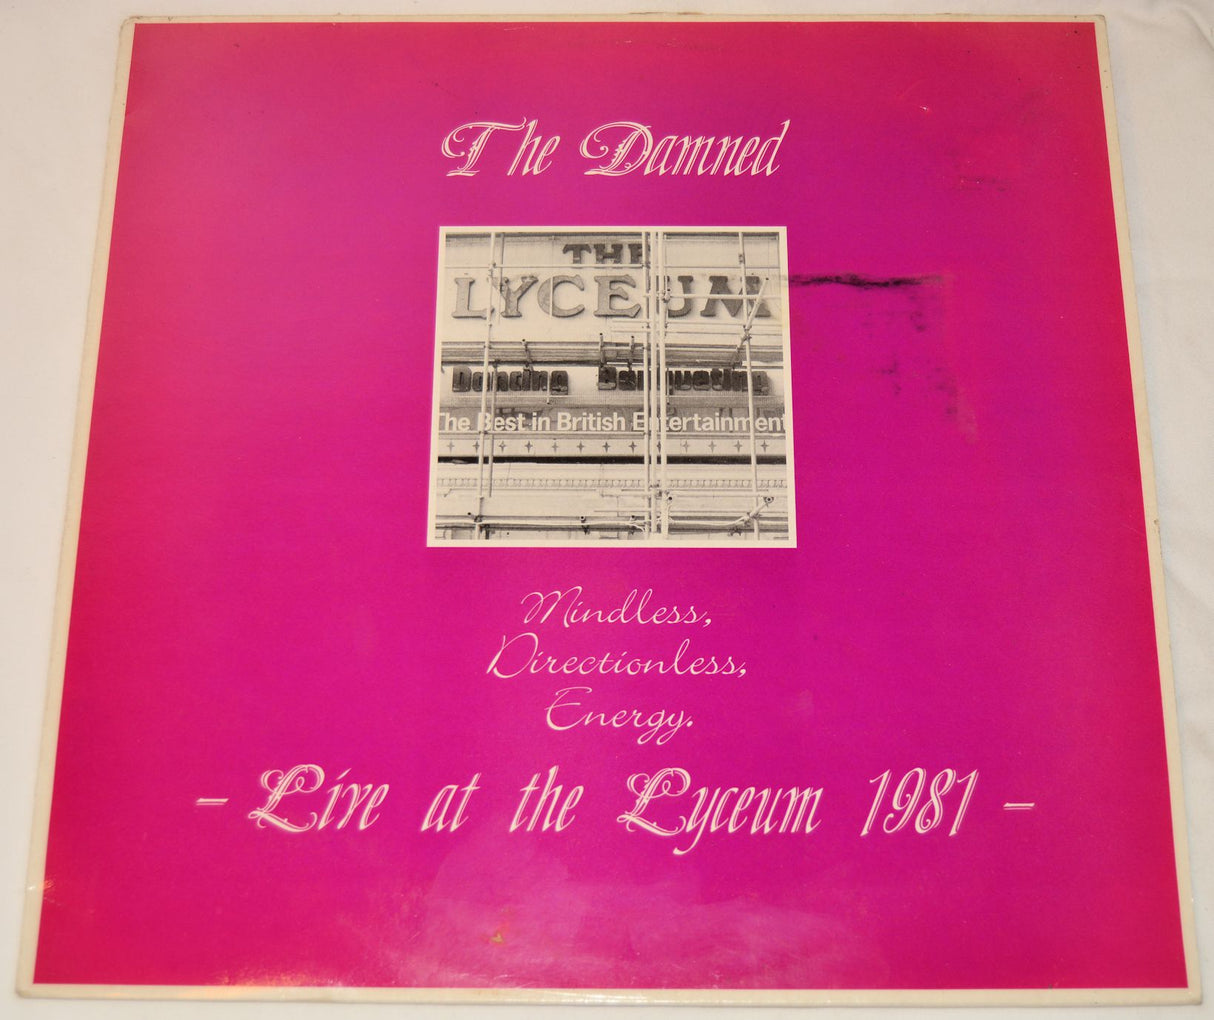 The Damned
THE
LYCEUM
Dancing Banqueting
The Best in British Entertainment
Mindless,
Directionless,
Energy.
- Live at the Lyceum 1981 -